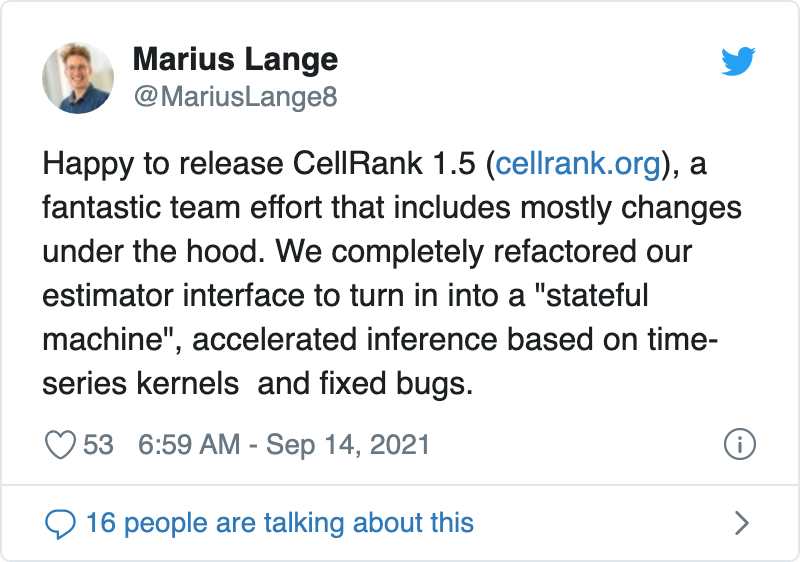 Marius Lange
@MariusLange8
Happy to release CellRank 1.5 (cellrank.org), a
fantastic team effort that includes mostly changes
under the hood. We completely refactored our
estimator interface to turn in into a "stateful
machine", accelerated inference based on time-
series kernels  and fixed bugs.
53 6:59 AM - Sep 14, 2021
16 people are talking about this